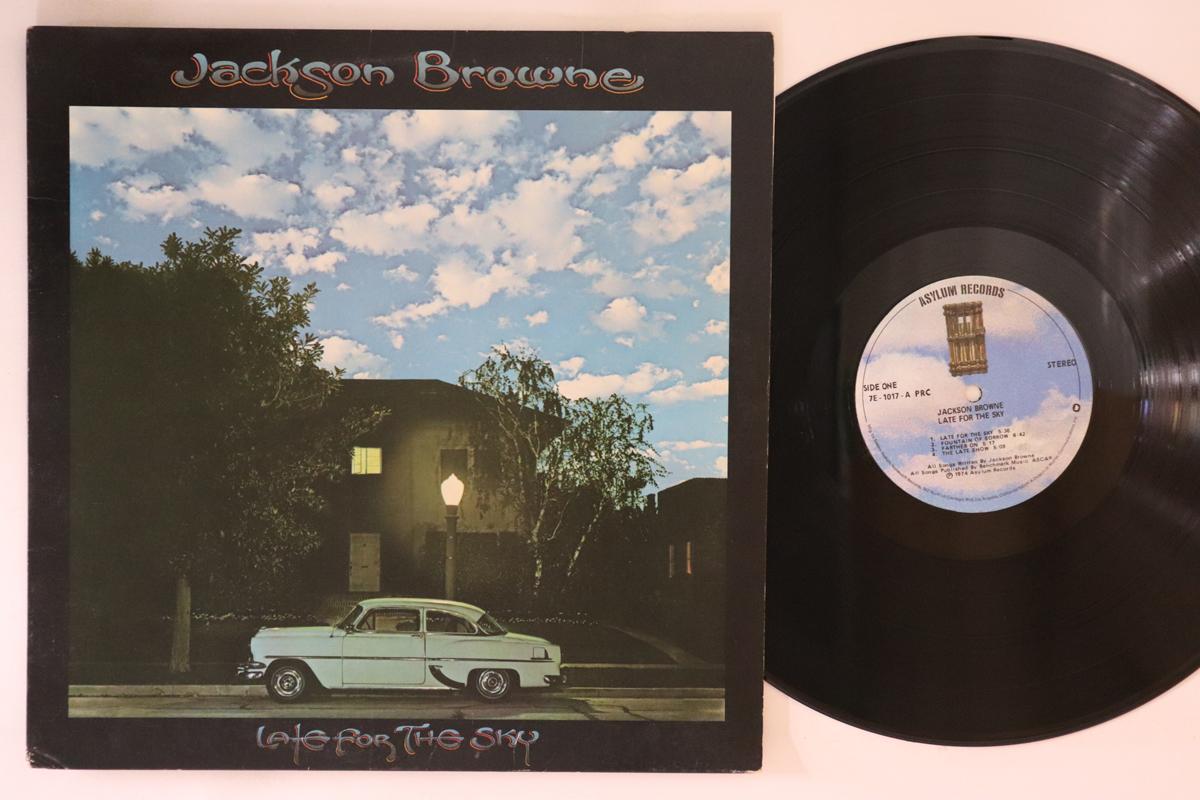 Jackson Browne
Late for the Sky
ASYLUM RECORDS
STEREO
SIDE ONE
7E-1017-A PRC
JACKSON BROWNE
LATE FOR THE SKY
1. LATE FOR THE SKY 5:36
2. FOUNTAIN OF SORROW 6:42
3. FARTHER ON 5:17
4. THE LATE SHOW 5:09
All Songs Written By Jackson Browne
All Songs Published By Benchmark Music ASCAP
Ⓟ 1974 Asylum Records